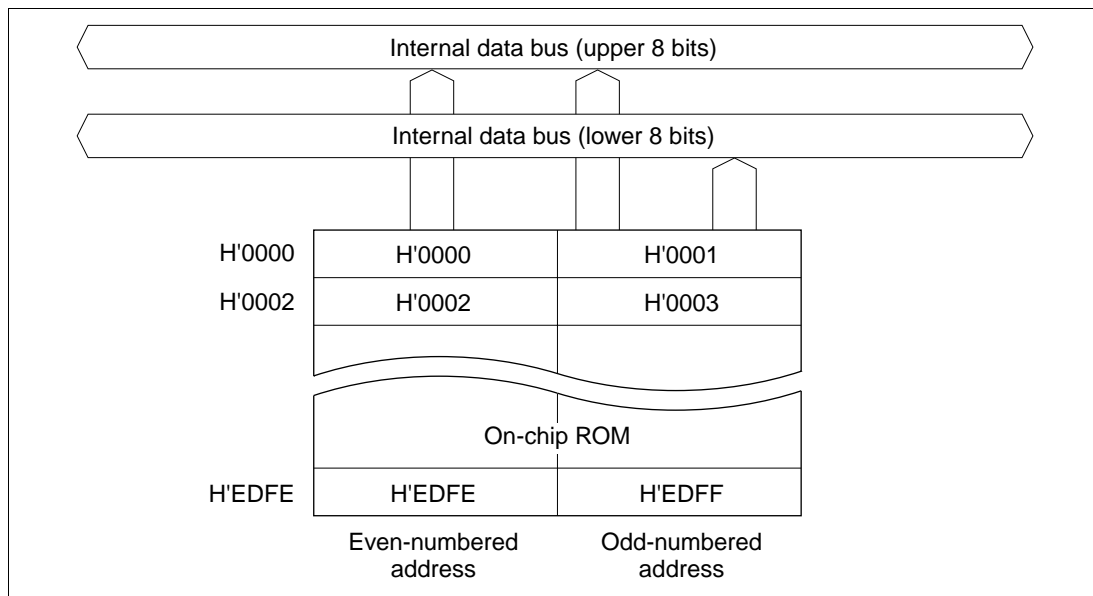 Internal data bus (upper 8 bits)
Internal data bus (lower 8 bits)
H'0000 H'0000 H'0001
H'0002 H'0002 H'0003
On-chip ROM
H'EDFE H'EDFE H'EDFF
Even-numbered Odd-numbered
address address